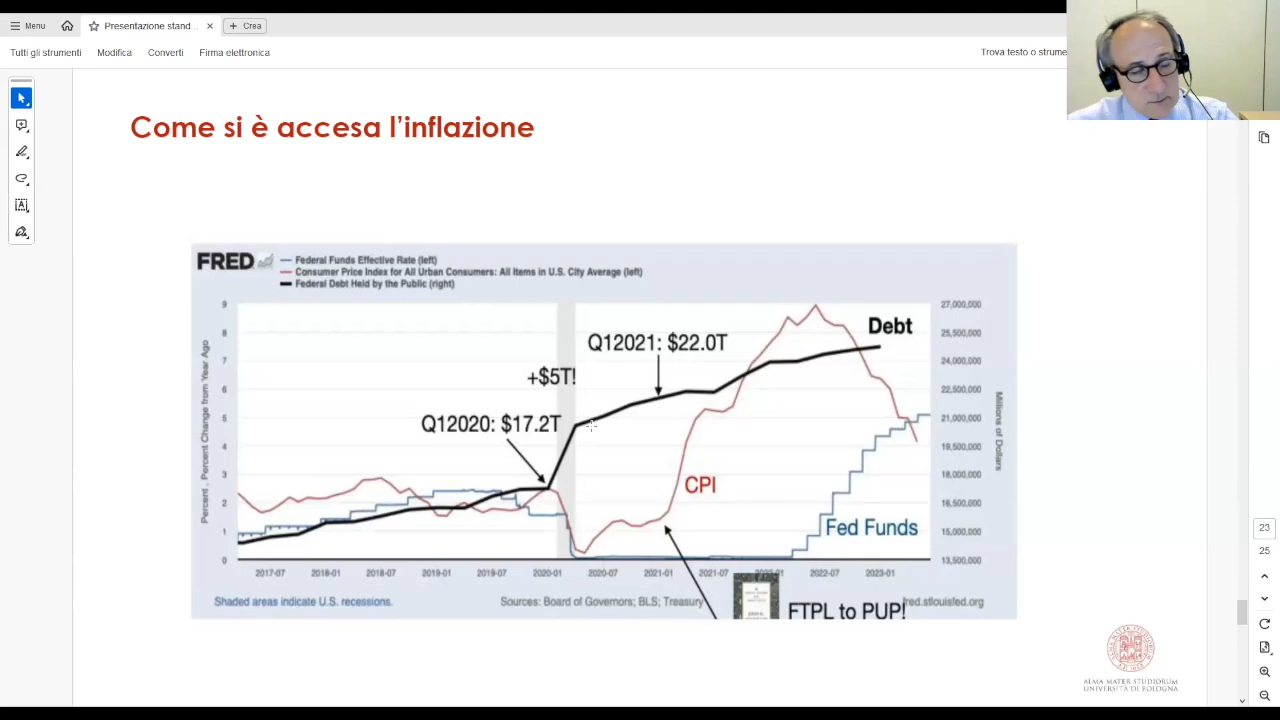 Menu
Presentazione stand...
Crea
Tutti gli strumenti
Modifica
Converti
Firma elettronica
Trova testo o strume
Come si è accesa l'inflazione
FRED
Federal Funds Effective Rate (left)
Consumer Price Index for All Urban Consumers: All Items in U.S. City Average (left)
Federal Debt Held by the Public (right)
Percent , Percent Change from Year Ago
9
8
7
6
5
4
3
2
1
0
27,000,000
25,500,000
24,000,000
22,500,000
21,000,000
19,500,000
18,000,000
16,500,000
15,000,000
13,500,000
Millions of Dollars
Debt
Q12021: $22.0T
+$5T!
Q12020: $17.2T
CPI
Fed Funds
2017-07
2018-01
2018-07
2019-01
2019-07
2020-01
2020-07
2021-01
2021-07
2022-07
2023-01
Shaded areas indicate U.S. recessions.
Sources: Board of Governors; BLS; Treasury
FTPL to PUP!
fred.stlouisfed.org
23
25
ALMA MATER STUDIORUM
UNIVERSITÀ DI BOLOGNA